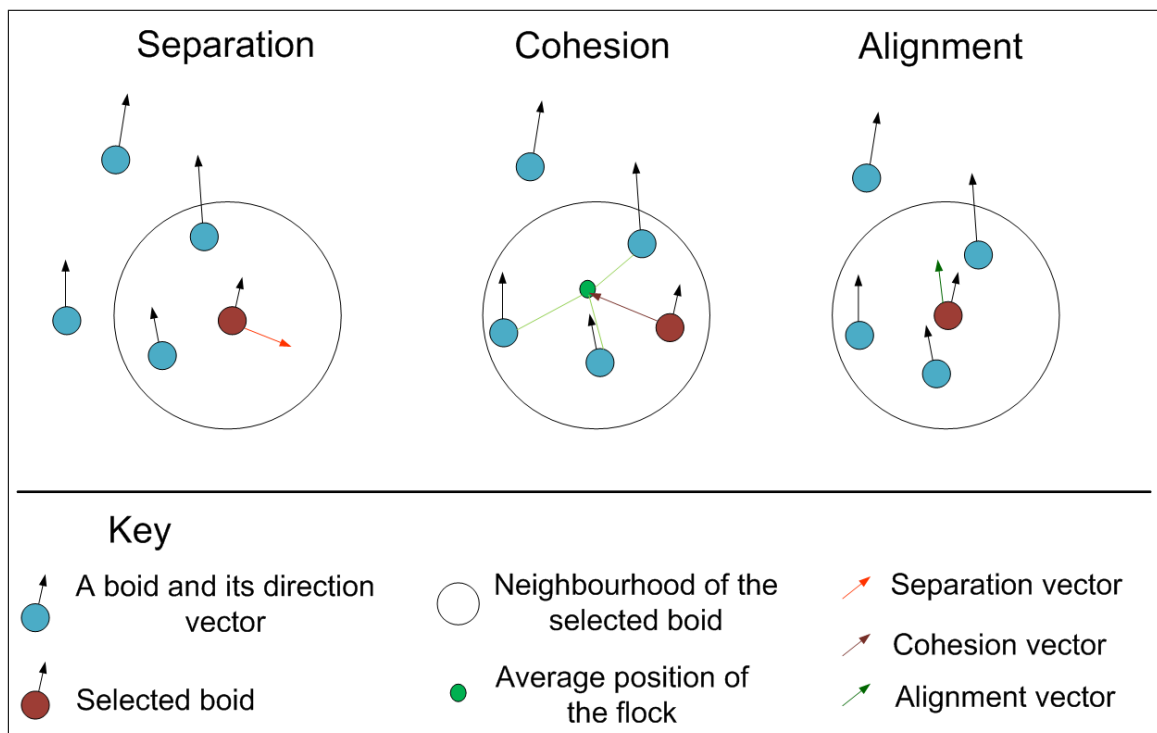 Separation
Cohesion
Alignment
Key
A boid and its direction
vector
Selected boid
Neighbourhood of the
selected boid
Average position of
the flock
Separation vector
Cohesion vector
Alignment vector